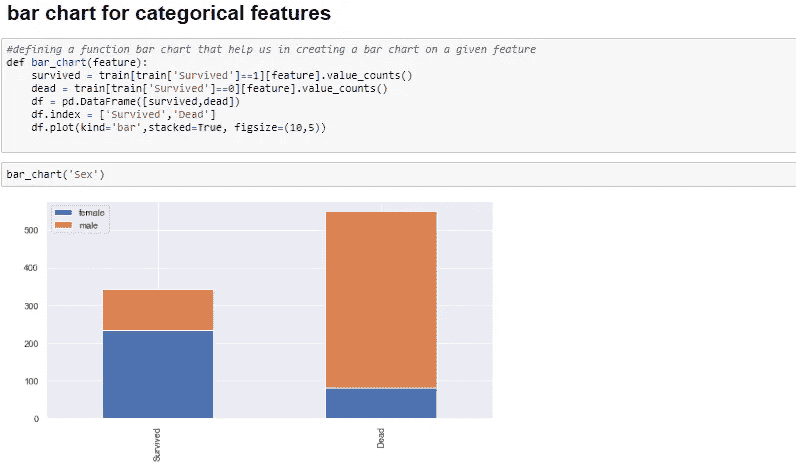 bar chart for categorical features
#defining a function bar chart that help us in creating a bar chart on a given feature
def bar_chart(feature):
    survived = train[train['Survived']==1][feature].value_counts()
    dead = train[train['Survived']==0][feature].value_counts()
    df = pd.DataFrame([survived,dead])
    df.index = ['Survived','Dead']
    df.plot(kind='bar',stacked=True, figsize=(10,5))
bar_chart('Sex')
female
male
500
400
300
200
100
0
Survived
Dead